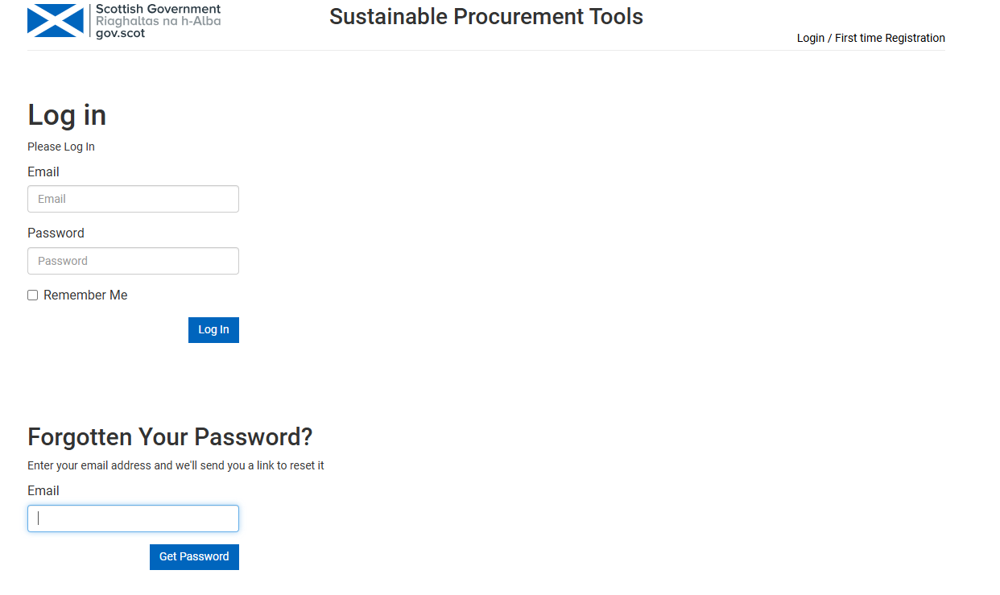 Scottish Government
Riaghaltas na h-Alba
gov.scot
Sustainable Procurement Tools
Login / First time Registration
Log in
Please Log In
Email
Email
Password
Password
Remember Me
Log In
Forgotten Your Password?
Enter your email address and we'll send you a link to reset it
Email
Get Password